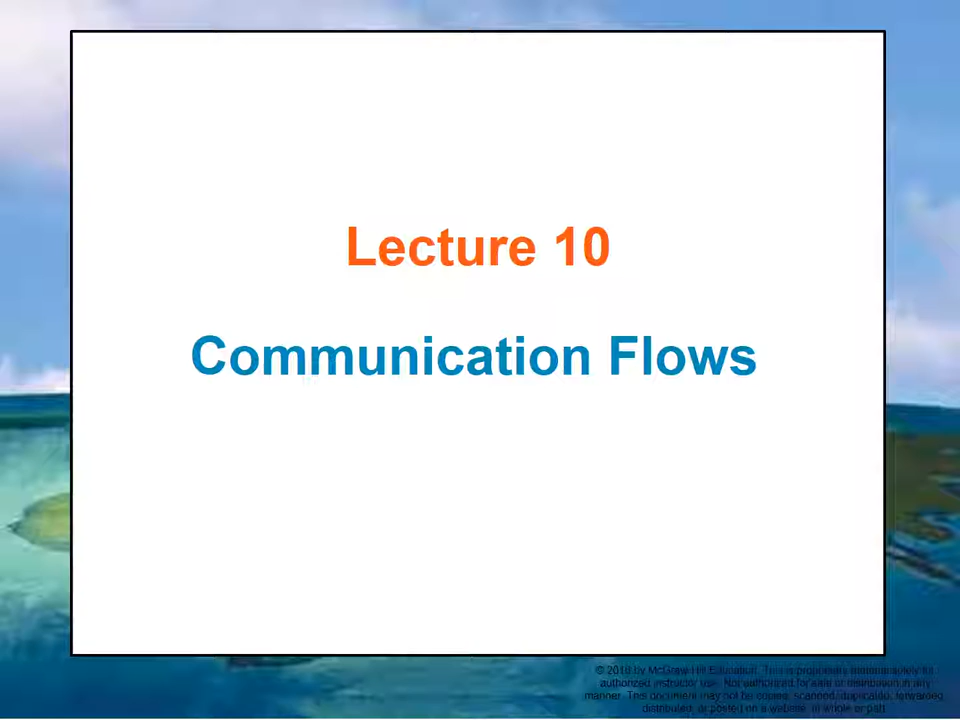 Lecture 10
Communication Flows
© 2016 by McGraw-Hill Education. This is proprietary material solely for
authorized instructor use. Not authorized for sale or distribution in any
manner. This document may not be copied, scanned, duplicated, forwarded,
distributed, or posted on a website, in whole or part.